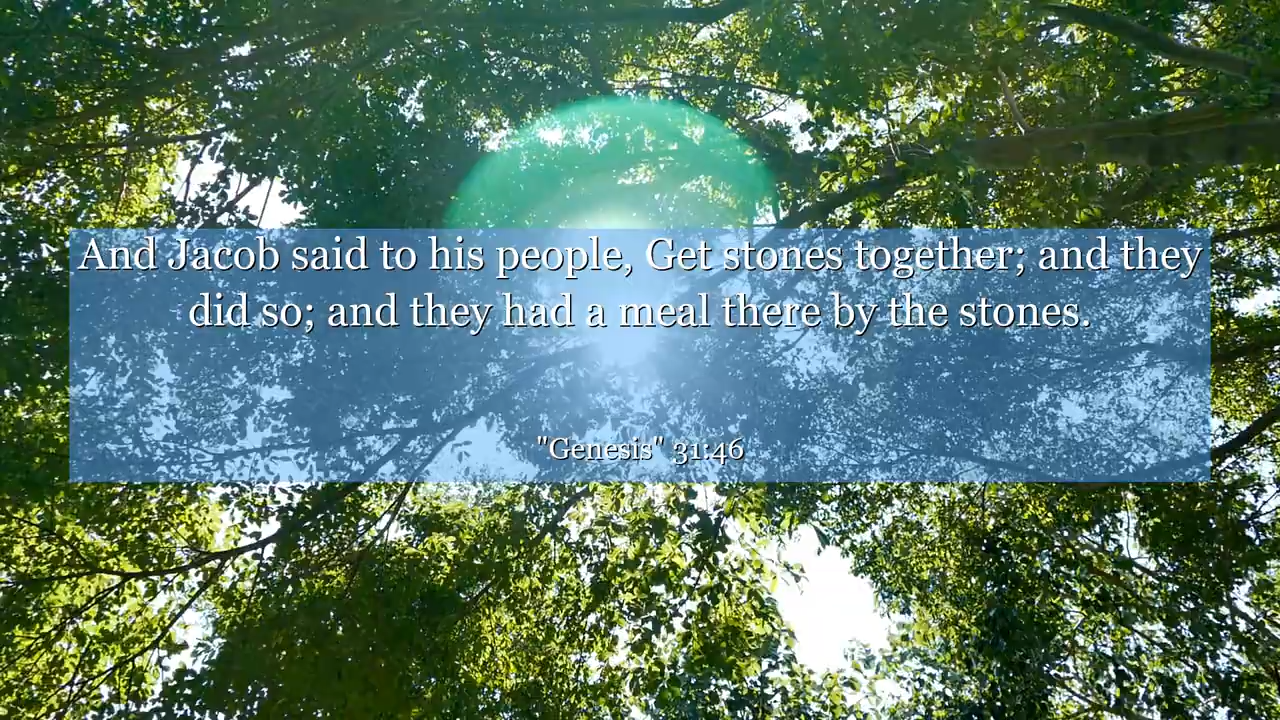 And Jacob said to his people, Get stones together; and they
did so; and they had a meal there by the stones.
"Genesis" 31:46